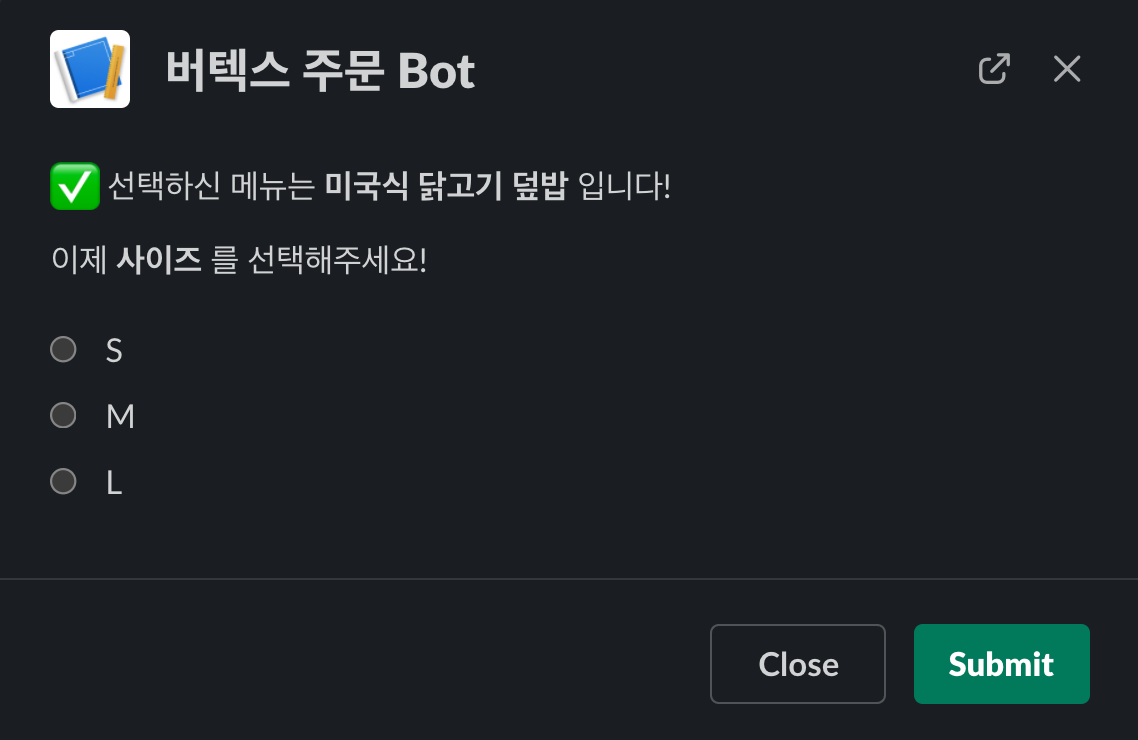 버텍스 주문 Bot
✅ 선택하신 메뉴는 미국식 닭고기 덮밥 입니다!
이제 사이즈 를 선택해주세요!
S
M
L
Close
Submit